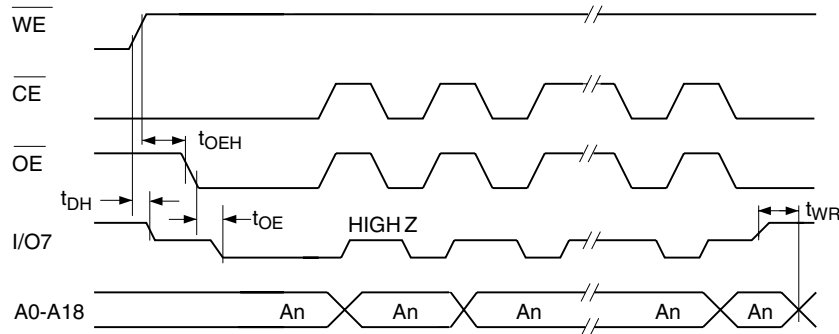 WE
CE
tOEH
OE
tDH
tOE
tWR
HIGH Z
I/O7
A0-A18 An An An An An